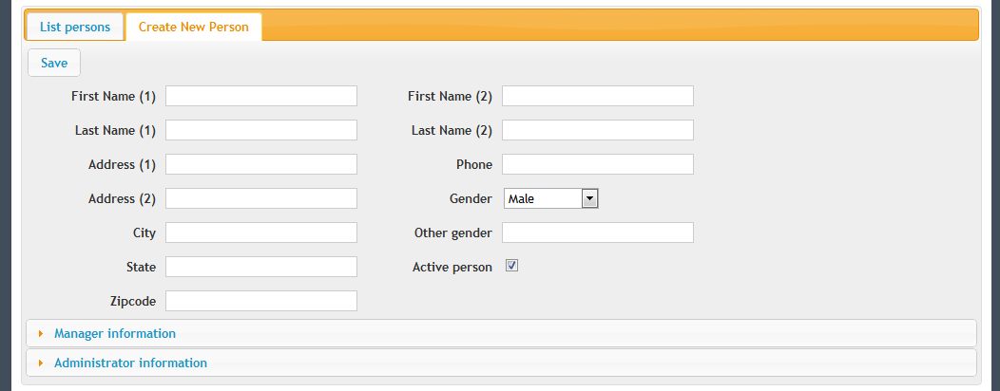 List persons Create New Person
Save
First Name (1) First Name (2)
Last Name (1) Last Name (2)
Address (1) Phone
Address (2) Gender Male
City Other gender
State Active person
Zipcode
Manager information
Administrator information